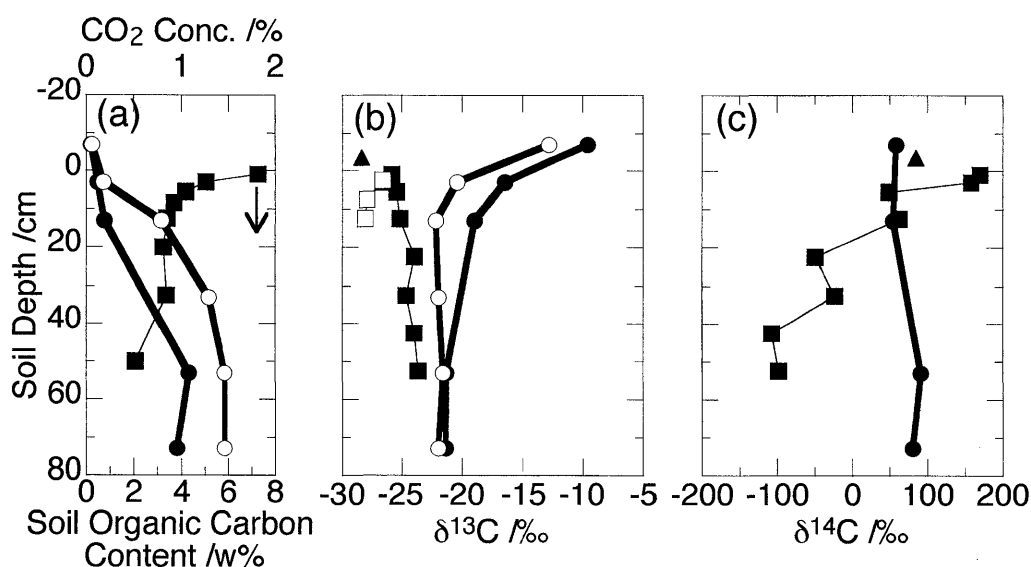 CO₂ Conc. /%
0 1 2
-20
0
20
40
60
80
Soil Depth /cm
(a)
0 2 4 6 8
Soil Organic Carbon
Content /w%
(b)
-30 -25 -20 -15 -10 -5
δ¹³C /‰
(c)
-200 -100 0 100 200
δ¹⁴C /‰